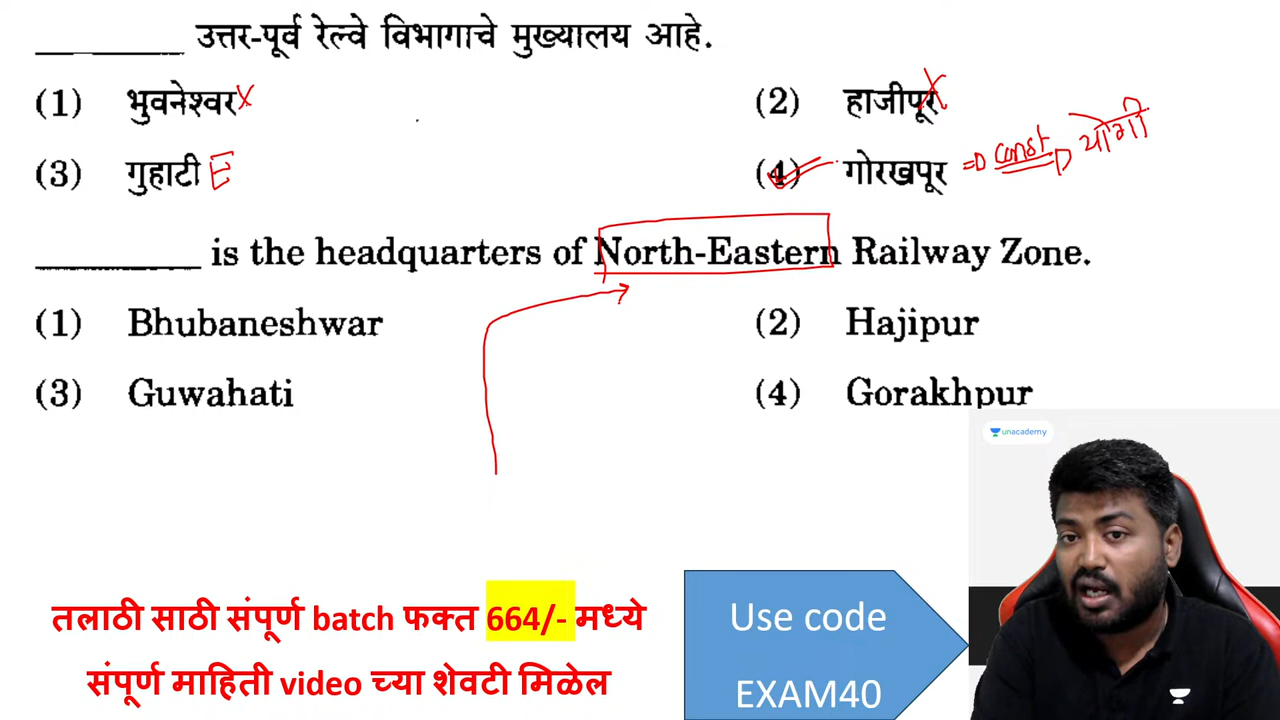 ________ उत्तर-पूर्व रेल्वे विभागाचे मुख्यालय आहे.
(1) भुवनेश्वर x (2) हाजीपूर x
(3) गुहाटी E (4) गोरखपूर => const योगी
________ is the headquarters of North-Eastern Railway Zone.
(1) Bhubaneshwar (2) Hajipur
(3) Guwahati (4) Gorakhpur
unacademy
तलाठी साठी संपूर्ण batch फक्त 664/- मध्ये
संपूर्ण माहिती video च्या शेवटी मिळेल
Use code
EXAM40